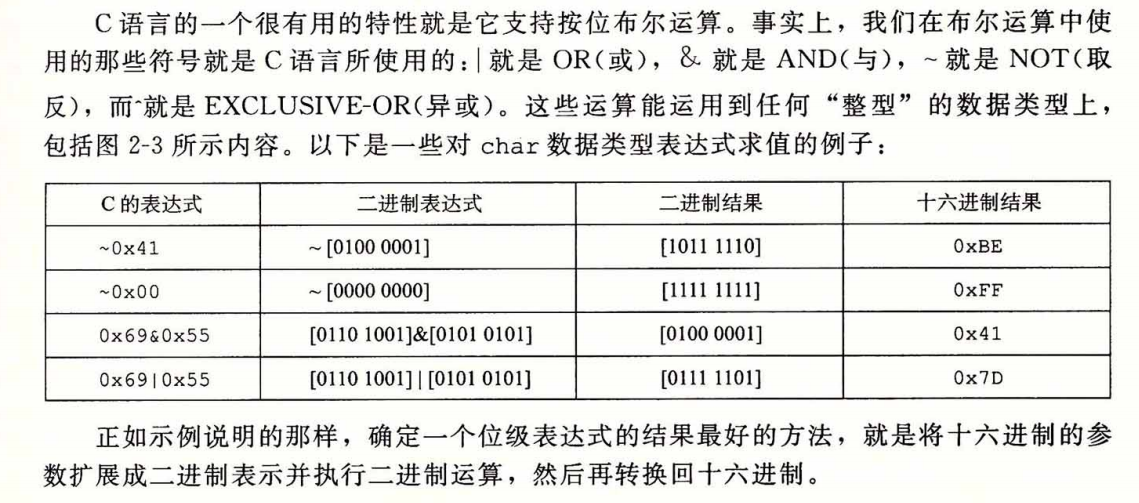 C 语言的一个很有用的特性就是它支持按位布尔运算。事实上，我们在布尔运算中使
用的那些符号就是 C 语言所使用的：|就是 OR(或)，& 就是 AND(与)，~就是 NOT(取
反)，而^就是 EXCLUSIVE-OR(异或)。这些运算能运用到任何“整型”的数据类型上，
包括图 2-3 所示内容。以下是一些对 char 数据类型表达式求值的例子：
C 的表达式 二进制表达式 二进制结果 十六进制结果
~0x41 ~[0100 0001] [1011 1110] 0xBE
~0x00 ~[0000 0000] [1111 1111] 0xFF
0x69&0x55 [0110 1001]&[0101 0101] [0100 0001] 0x41
0x69|0x55 [0110 1001]|[0101 0101] [0111 1101] 0x7D
正如示例说明的那样，确定一个位级表达式的结果最好的方法，就是将十六进制的参
数扩展成二进制表示并执行二进制运算，然后再转换回十六进制。